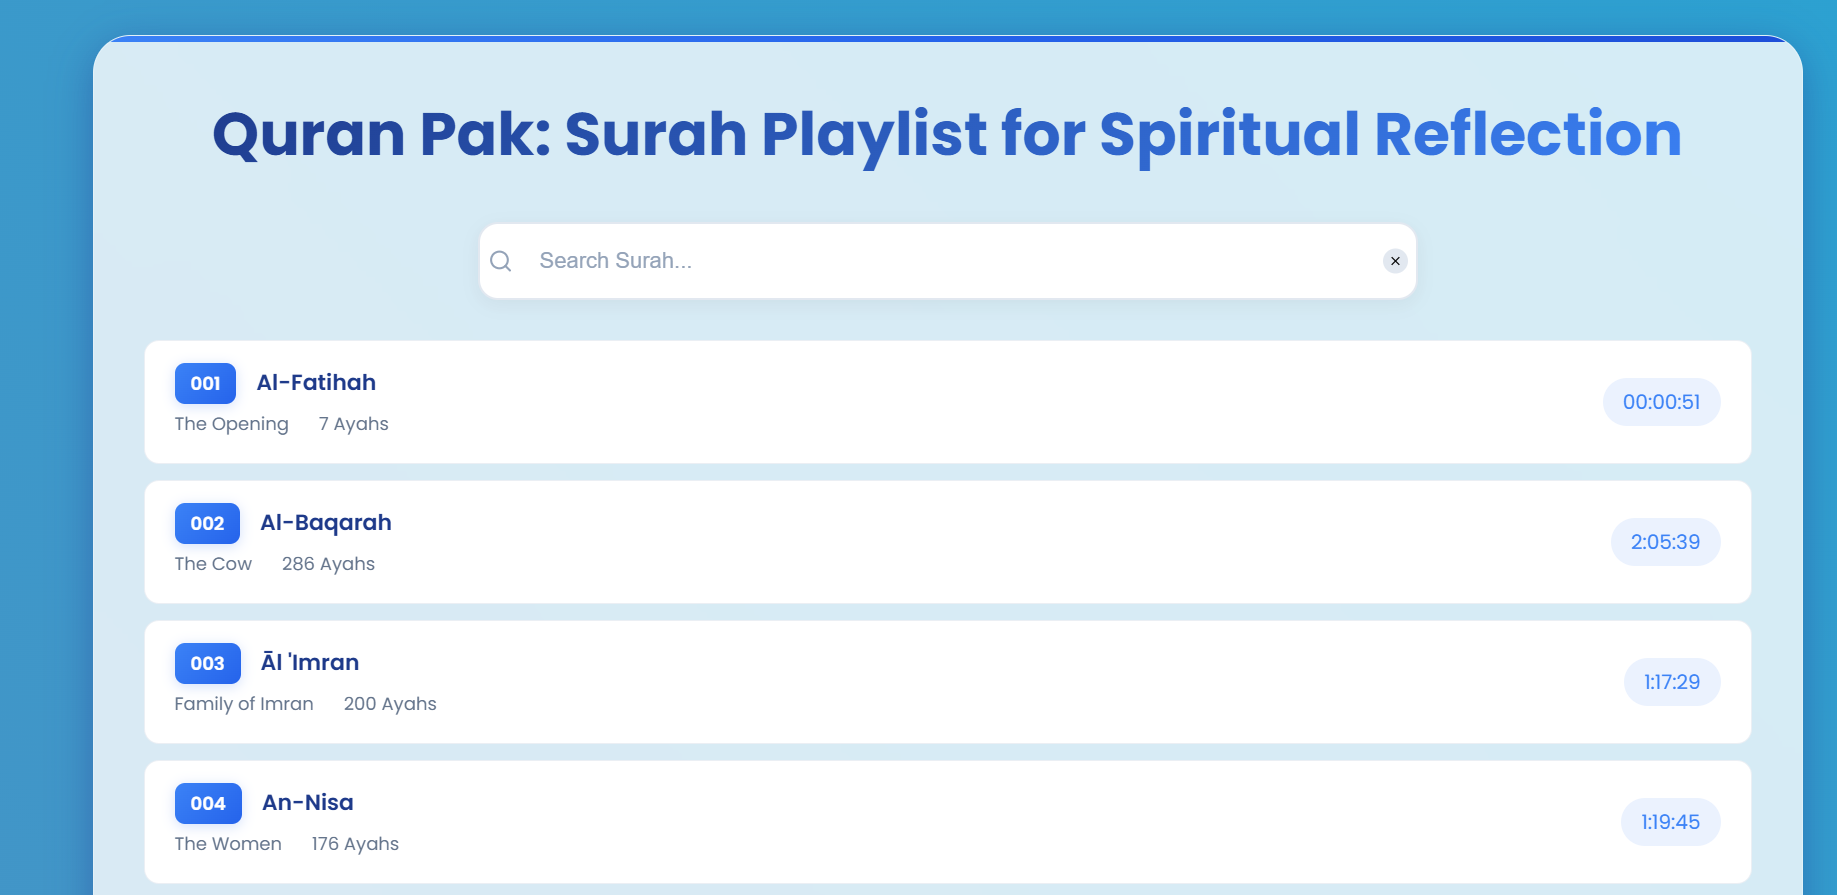 Quran Pak: Surah Playlist for Spiritual Reflection
Search Surah...
001 Al-Fatihah
The Opening 7 Ayahs
00:00:51
002 Al-Baqarah
The Cow 286 Ayahs
2:05:39
003 Āl 'Imran
Family of Imran 200 Ayahs
1:17:29
004 An-Nisa
The Women 176 Ayahs
1:19:45